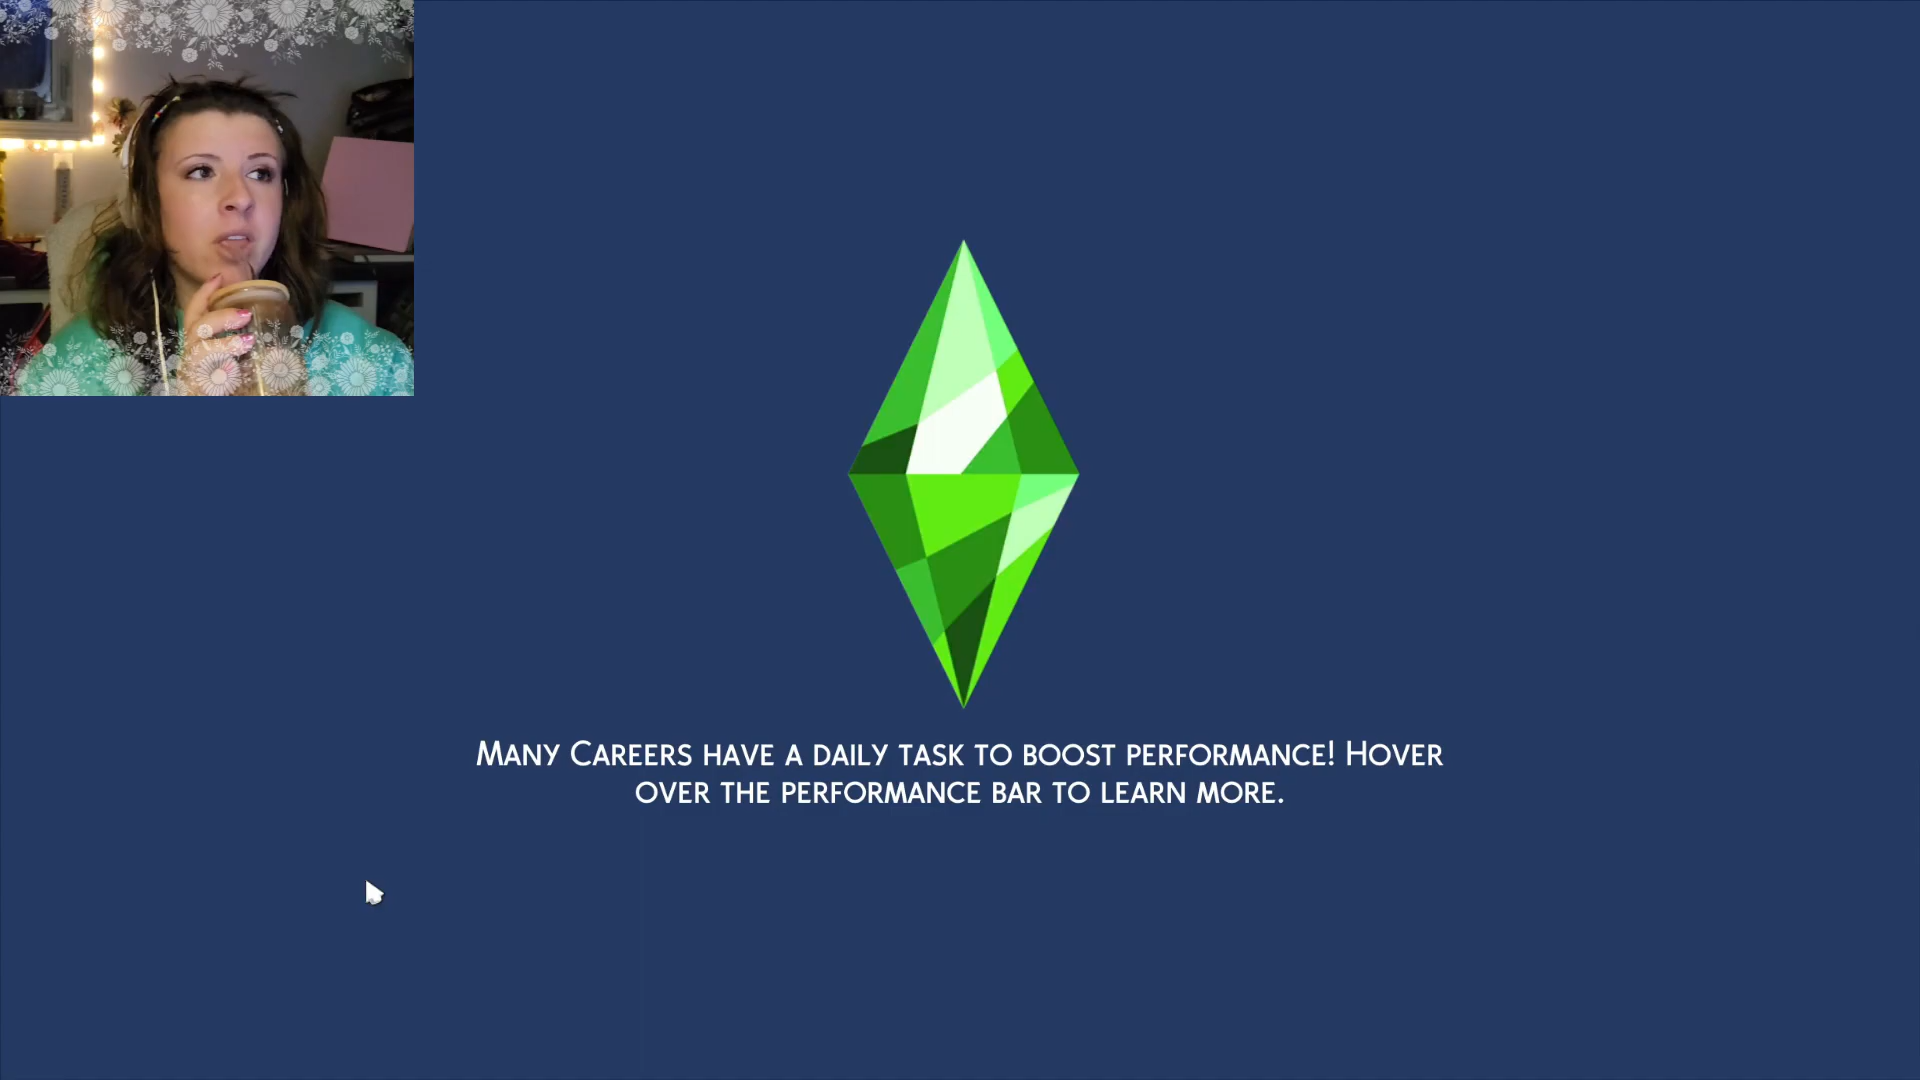 Many Careers have a daily task to boost performance! Hover
over the performance bar to learn more.